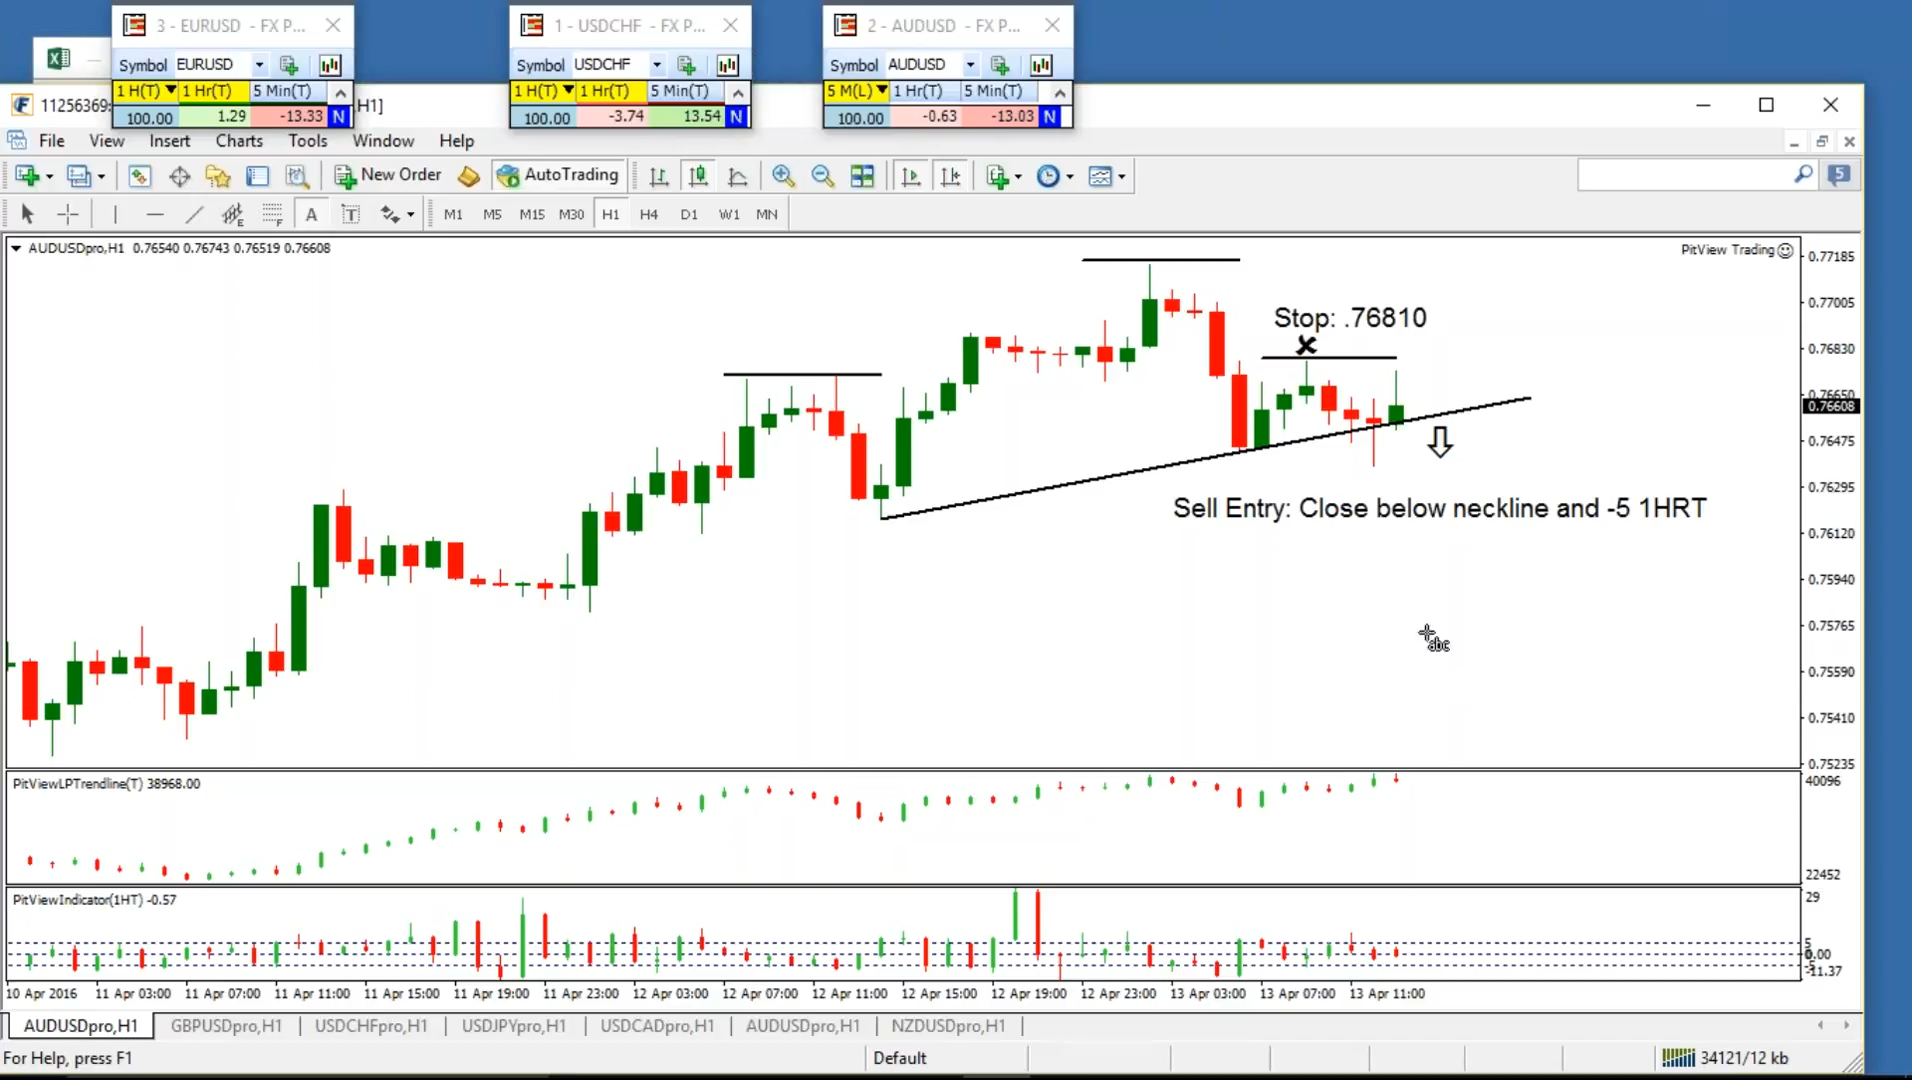 3 - EURUSD - FX P...
1 - USDCHF - FX P...
2 - AUDUSD - FX P...
Symbol EURUSD
Symbol USDCHF
Symbol AUDUSD
1 H(T) 1 Hr(T) 5 Min(T)
1 H(T) 1 Hr(T) 5 Min(T)
5 M(L) 1 Hr(T) 5 Min(T)
100.00 1.29 -13.33 N
100.00 -3.74 13.54 N
100.00 -0.63 -13.03 N
11256369: H1]
File View Insert Charts Tools Window Help
New Order AutoTrading 5
A T E F M1 M5 M15 M30 H1 H4 D1 W1 MN
AUDUSDpro,H1 0.76540 0.76743 0.76519 0.76608
PitView Trading
0.77185
0.77005
Stop: .76810
0.76830
0.76650
0.76608
0.76475
Sell Entry: Close below neckline and -5 1HRT
0.76295
0.76120
0.75940
0.75765
abc
0.75590
0.75410
0.75235
PitViewLPTrendline(T) 38968.00
40096
22452
PitViewIndicator(1HT) -0.57
29
5
0.00
-11.37
10 Apr 2016 11 Apr 03:00 11 Apr 07:00 11 Apr 11:00 11 Apr 15:00 11 Apr 19:00 11 Apr 23:00 12 Apr 03:00 12 Apr 07:00 12 Apr 11:00 12 Apr 15:00 12 Apr 19:00 12 Apr 23:00 13 Apr 03:00 13 Apr 07:00 13 Apr 11:00
AUDUSDpro,H1 GBPUSDpro,H1 USDCHFpro,H1 USDJPYpro,H1 USDCADpro,H1 AUDUSDpro,H1 NZDUSDpro,H1
For Help, press F1 Default 34121/12 kb